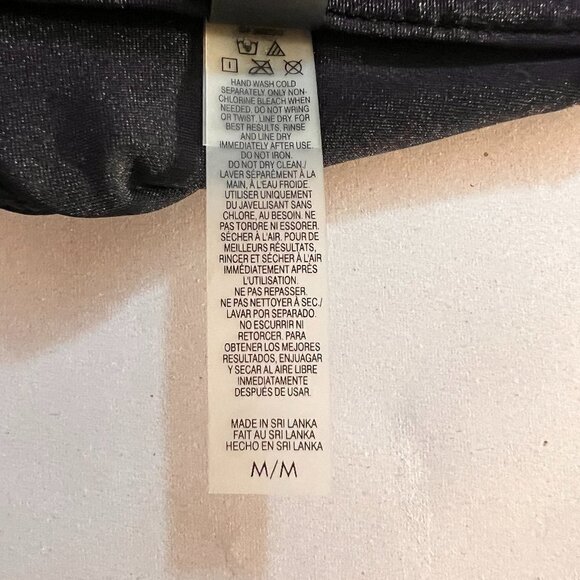 HAND WASH COLD
SEPARATELY. ONLY NON-
CHLORINE BLEACH WHEN
NEEDED. DO NOT WRING
OR TWIST. LINE DRY FOR
BEST RESULTS, RINSE
AND LINE DRY
IMMEDIATELY AFTER USE.
DO NOT IRON.
DO NOT DRY CLEAN./
LAVER SÉPARÉMENT À LA
MAIN, À L'EAU FROIDE.
UTILISER UNIQUEMENT
DU JAVELLISANT SANS
CHLORE, AU BESOIN. NE
PAS TORDRE NI ESSORER.
SÉCHER À L'AIR. POUR DE
MEILLEURS RÉSULTATS,
RINCER ET SÉCHER À L'AIR
IMMÉDIATEMENT APRÈS
L'UTILISATION.
NE PAS REPASSER.
NE PAS NETTOYER À SEC./
LAVAR POR SEPARADO.
NO ESCURRIR NI
RETORCER. PARA
OBTENER LOS MEJORES
RESULTADOS, ENJUAGAR
Y SECAR AL AIRE LIBRE
INMEDIATAMENTE
DESPUÉS DE USAR.
MADE IN SRI LANKA
FAIT AU SRI LANKA
HECHO EN SRI LANKA
M/M